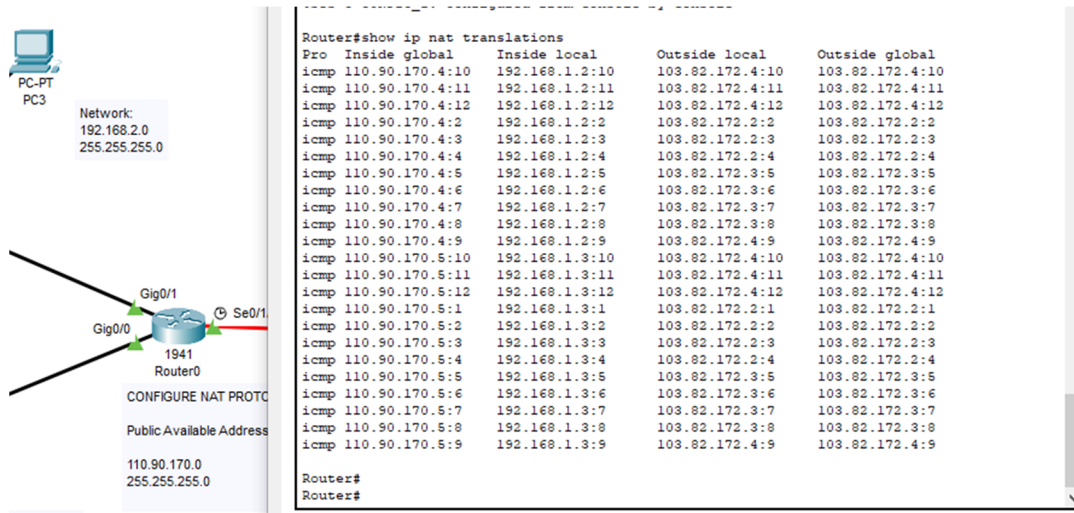 PC-PT
PC3
Network:
192.168.2.0
255.255.255.0
Gig0/1
Se0/1
Gig0/0
1941
Router0
CONFIGURE NAT PROTO
Public Available Address
110.90.170.0
255.255.255.0
Router#show ip nat translations
Pro Inside global Inside local Outside local Outside global
icmp 110.90.170.4:10 192.168.1.2:10 103.82.172.4:10 103.82.172.4:10
icmp 110.90.170.4:11 192.168.1.2:11 103.82.172.4:11 103.82.172.4:11
icmp 110.90.170.4:12 192.168.1.2:12 103.82.172.4:12 103.82.172.4:12
icmp 110.90.170.4:2 192.168.1.2:2 103.82.172.2:2 103.82.172.2:2
icmp 110.90.170.4:3 192.168.1.2:3 103.82.172.2:3 103.82.172.2:3
icmp 110.90.170.4:4 192.168.1.2:4 103.82.172.2:4 103.82.172.2:4
icmp 110.90.170.4:5 192.168.1.2:5 103.82.172.3:5 103.82.172.3:5
icmp 110.90.170.4:6 192.168.1.2:6 103.82.172.3:6 103.82.172.3:6
icmp 110.90.170.4:7 192.168.1.2:7 103.82.172.3:7 103.82.172.3:7
icmp 110.90.170.4:8 192.168.1.2:8 103.82.172.3:8 103.82.172.3:8
icmp 110.90.170.4:9 192.168.1.2:9 103.82.172.4:9 103.82.172.4:9
icmp 110.90.170.5:10 192.168.1.3:10 103.82.172.4:10 103.82.172.4:10
icmp 110.90.170.5:11 192.168.1.3:11 103.82.172.4:11 103.82.172.4:11
icmp 110.90.170.5:12 192.168.1.3:12 103.82.172.4:12 103.82.172.4:12
icmp 110.90.170.5:1 192.168.1.3:1 103.82.172.2:1 103.82.172.2:1
icmp 110.90.170.5:2 192.168.1.3:2 103.82.172.2:2 103.82.172.2:2
icmp 110.90.170.5:3 192.168.1.3:3 103.82.172.2:3 103.82.172.2:3
icmp 110.90.170.5:4 192.168.1.3:4 103.82.172.2:4 103.82.172.2:4
icmp 110.90.170.5:5 192.168.1.3:5 103.82.172.3:5 103.82.172.3:5
icmp 110.90.170.5:6 192.168.1.3:6 103.82.172.3:6 103.82.172.3:6
icmp 110.90.170.5:7 192.168.1.3:7 103.82.172.3:7 103.82.172.3:7
icmp 110.90.170.5:8 192.168.1.3:8 103.82.172.3:8 103.82.172.3:8
icmp 110.90.170.5:9 192.168.1.3:9 103.82.172.4:9 103.82.172.4:9
Router#
Router#